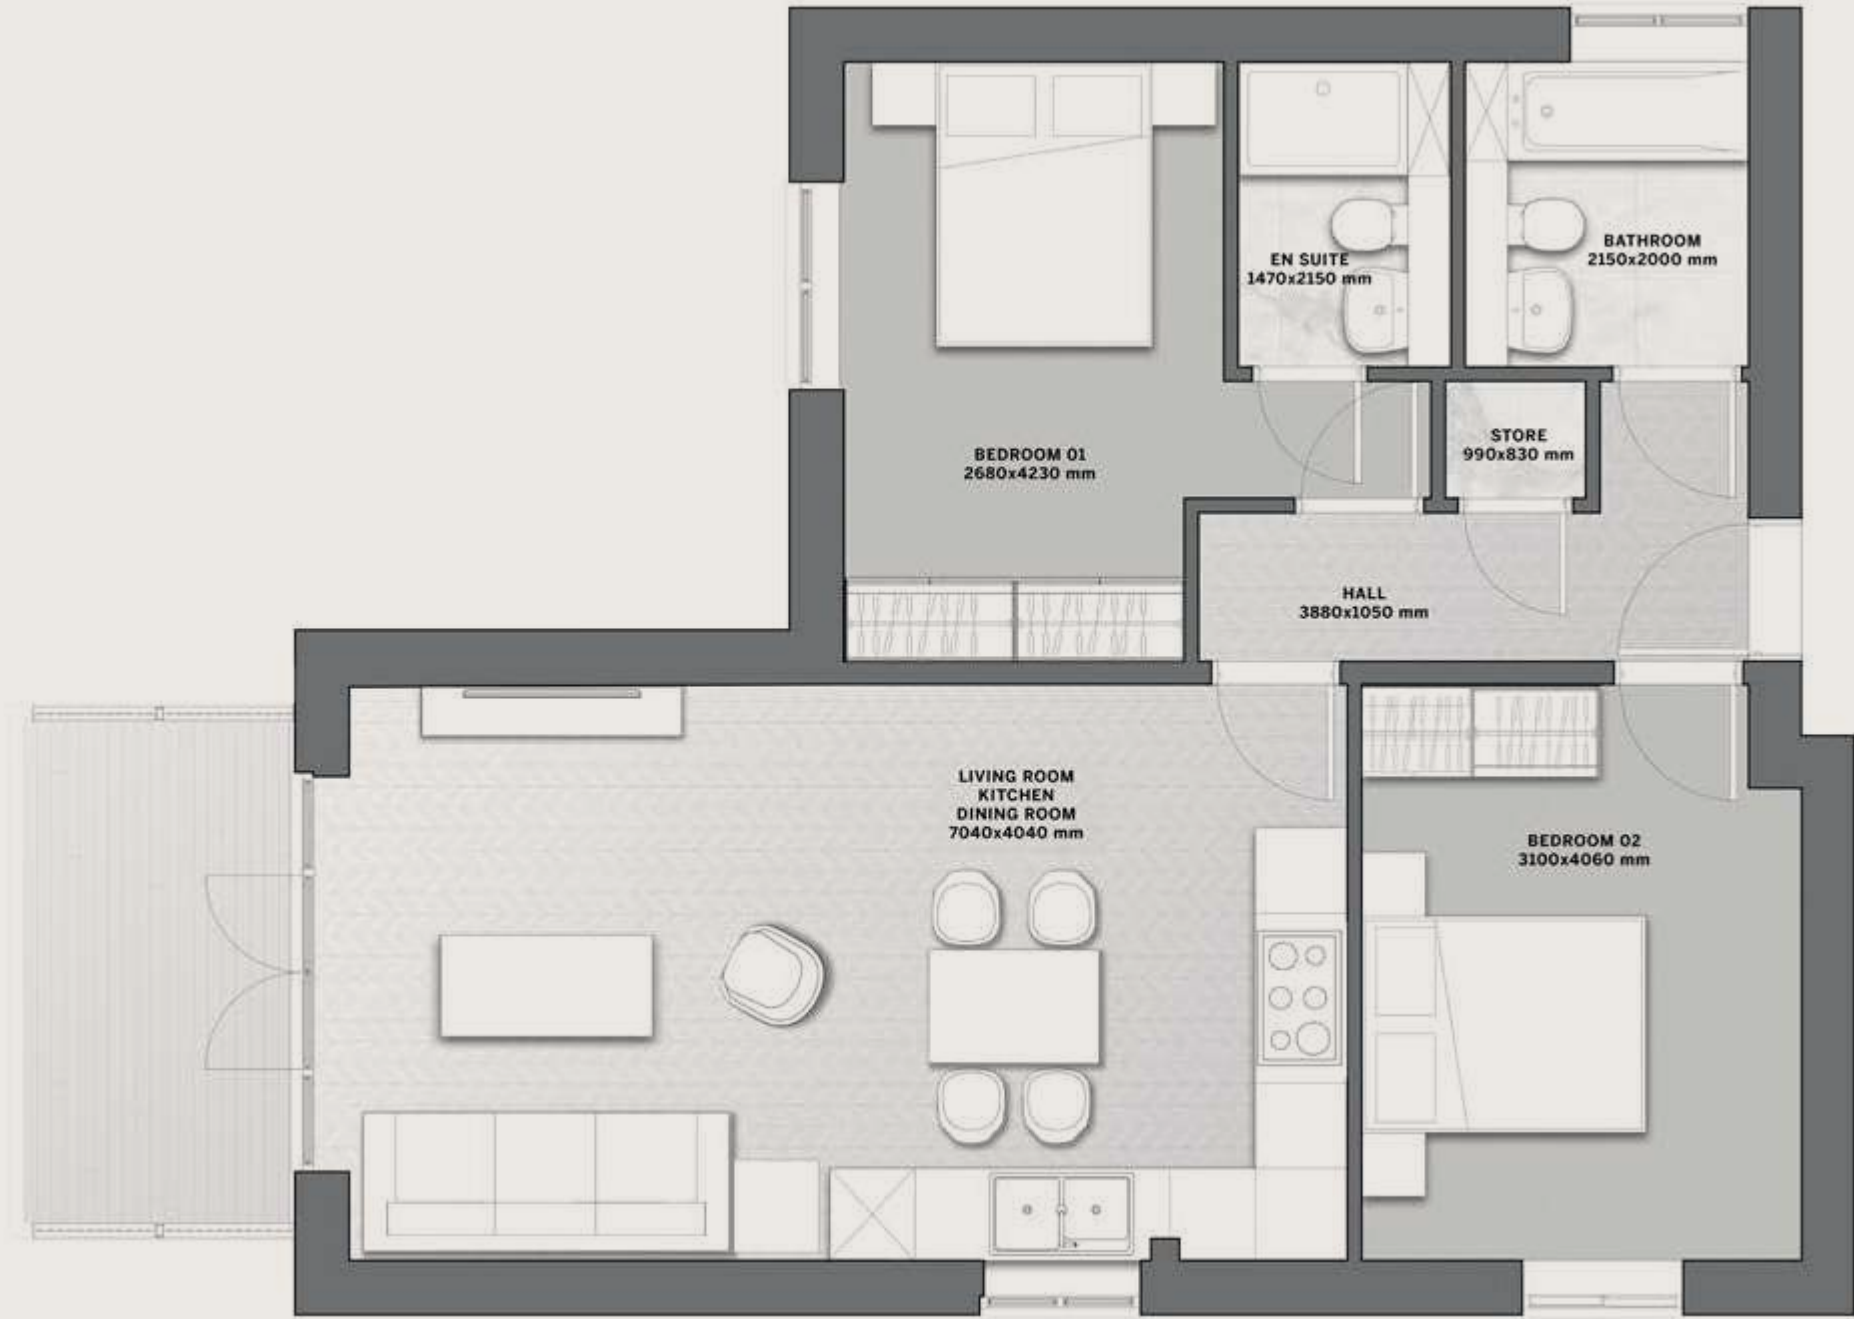 EN SUITE
1470x2150 mm
BATHROOM
2150x2000 mm
BEDROOM 01
2680x4230 mm
STORE
990x830 mm
HALL
3880x1050 mm
LIVING ROOM
KITCHEN
DINING ROOM
7040x4040 mm
BEDROOM 02
3100x4060 mm